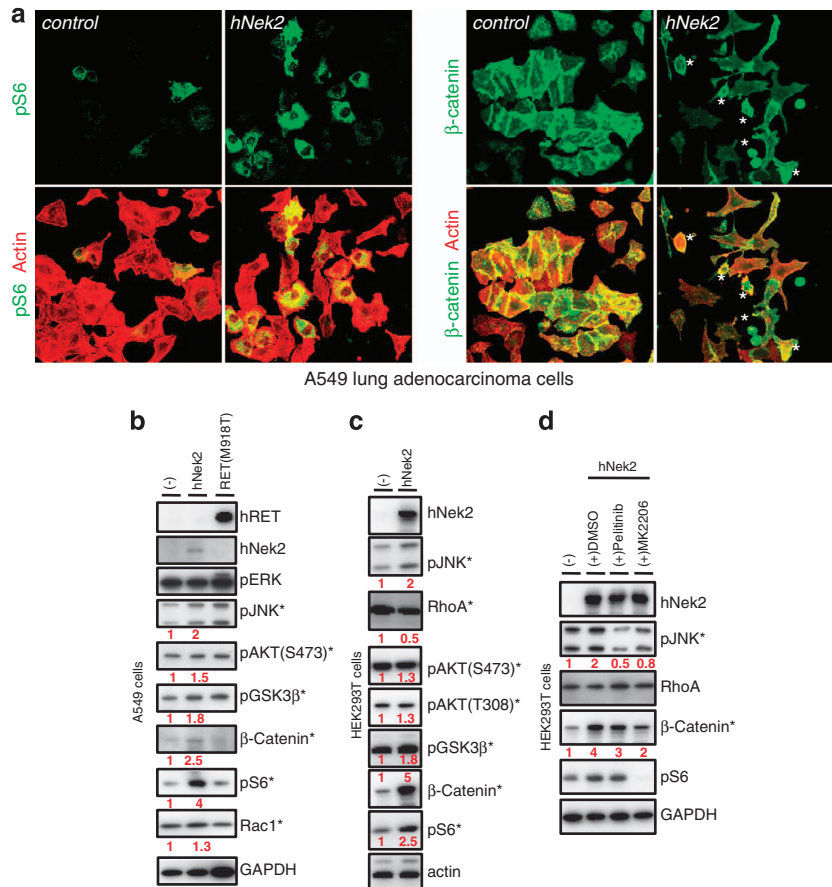 a
control
hNek2
control
hNek2
pS6
β-catenin
pS6 Actin
β-catenin Actin
*
*
*
*
*
*
*
*
*
*
A549 lung adenocarcinoma cells
b
(-)
hNek2
RET(M918T)
A549 cells
hRET
hNek2
pERK
pJNK*
1 2
pAKT(S473)*
1 1.5
pGSK3β*
1 1.8
β-Catenin*
1 2.5
pS6*
1 4
Rac1*
1 1.3
GAPDH
c
(-)
hNek2
HEK293T cells
hNek2
pJNK*
1 2
RhoA*
1 0.5
pAKT(S473)*
1 1.3
pAKT(T308)*
1 1.3
pGSK3β*
1.8
1 5
β-Catenin*
pS6*
1 2.5
actin
d
hNek2
(-)
(+)DMSO
(+)Pelitinib
(+)MK2206
HEK293T cells
hNek2
pJNK*
1 2 0.5 0.8
RhoA
β-Catenin*
1 4 3 2
pS6
GAPDH